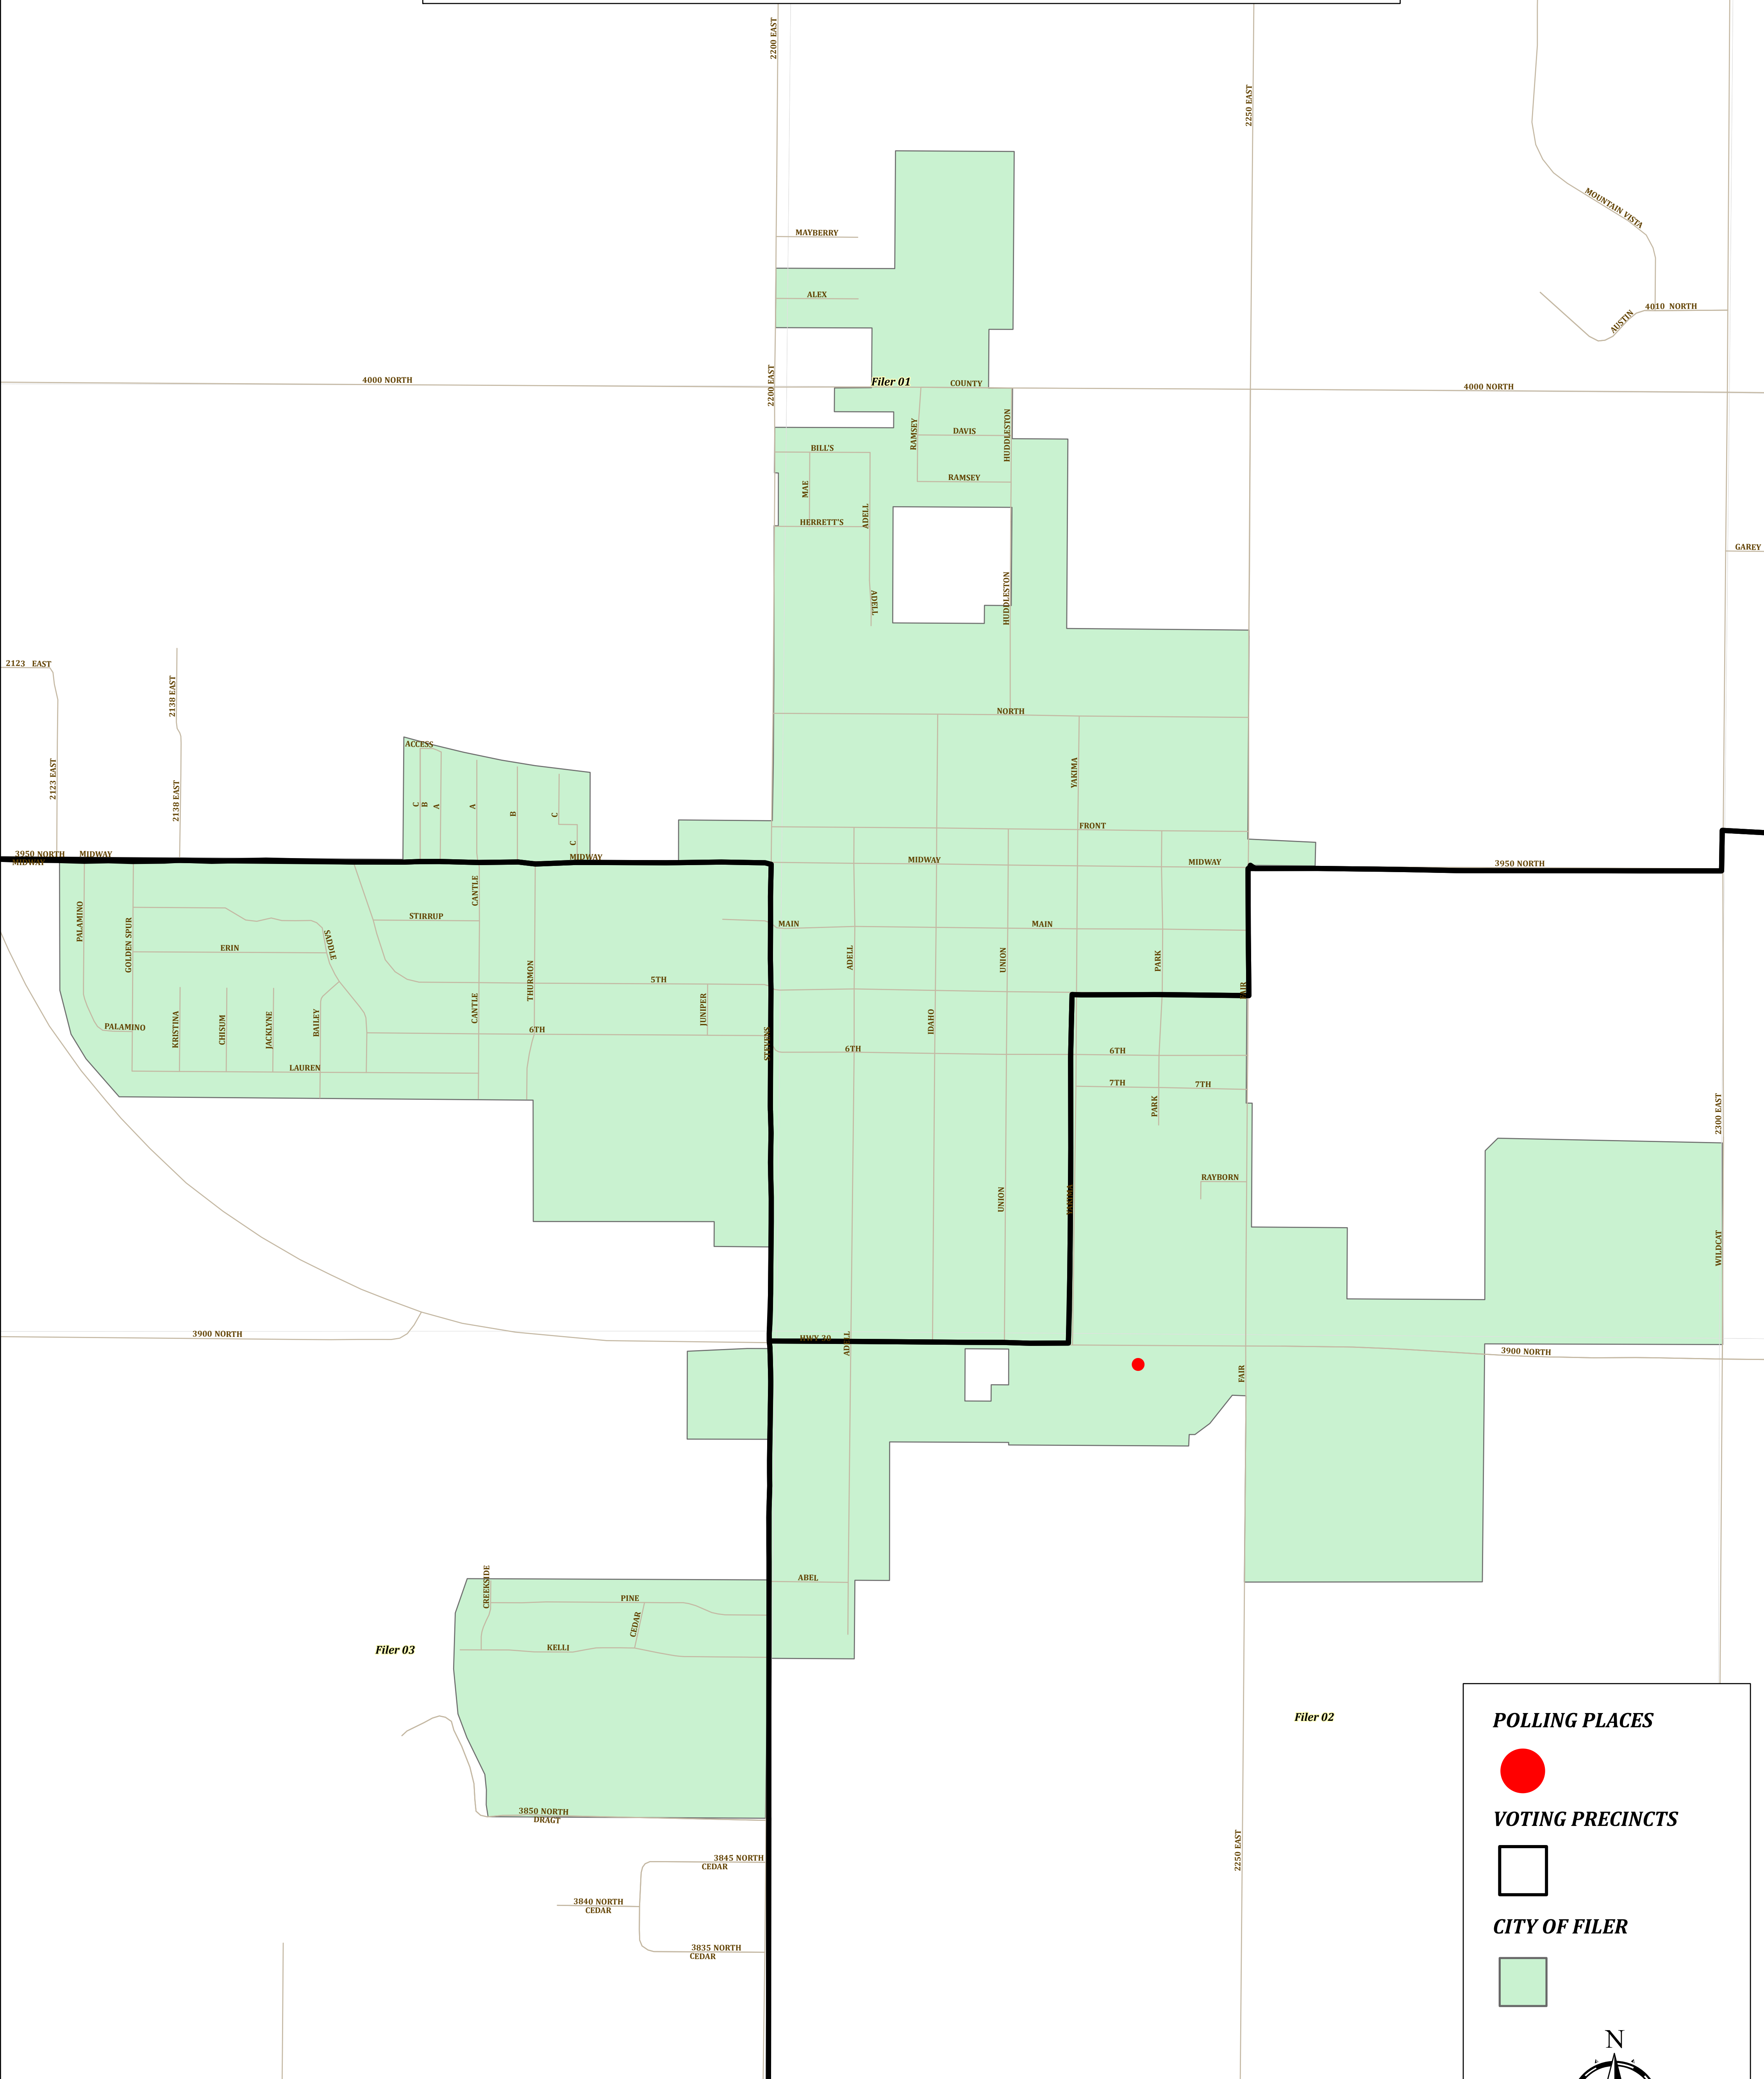 2200 EAST
2250 EAST
MOUNTAIN VISTA
MAYBERRY
ALEX
4010 NORTH
AUSTIN
4000 NORTH
2200 EAST
Filer 01
COUNTY
4000 NORTH
RAMSEY
DAVIS
HUDDLESTON
BILL'S
RAMSEY
MAE
ADELL
HERRETT'S
GAREY
ADELL
HUDDLESTON
2123 EAST
2138 EAST
NORTH
ACCESS
2123 EAST
2138 EAST
YAKIMA
C
B
A
A
B
C
C
FRONT
3950 NORTH
MIDWAY
MIDWAY
MIDWAY
MIDWAY
MIDWAY
3950 NORTH
PALAMINO
GOLDEN SPUR
CANTLE
STIRRUP
MAIN
MAIN
SADDLE
ERIN
ADELL
UNION
PARK
5TH
THURMON
FAIR
PALAMINO
KRISTINA
CHISUM
JACKLYNE
BAILEY
CANTLE
JUNIPER
6TH
STEVENS
IDAHO
6TH
6TH
LAUREN
7TH
7TH
PARK
2300 EAST
RAYBORN
UNION
WILDCAT
3900 NORTH
HWY 30
ADELL
3900 NORTH
FAIR
CREEKSIDE
ABEL
PINE
CEDAR
KELLI
Filer 03
Filer 02
3850 NORTH
DRAGT
2250 EAST
3845 NORTH
CEDAR
3840 NORTH
CEDAR
3835 NORTH
CEDAR
POLLING PLACES
VOTING PRECINCTS
CITY OF FILER
N